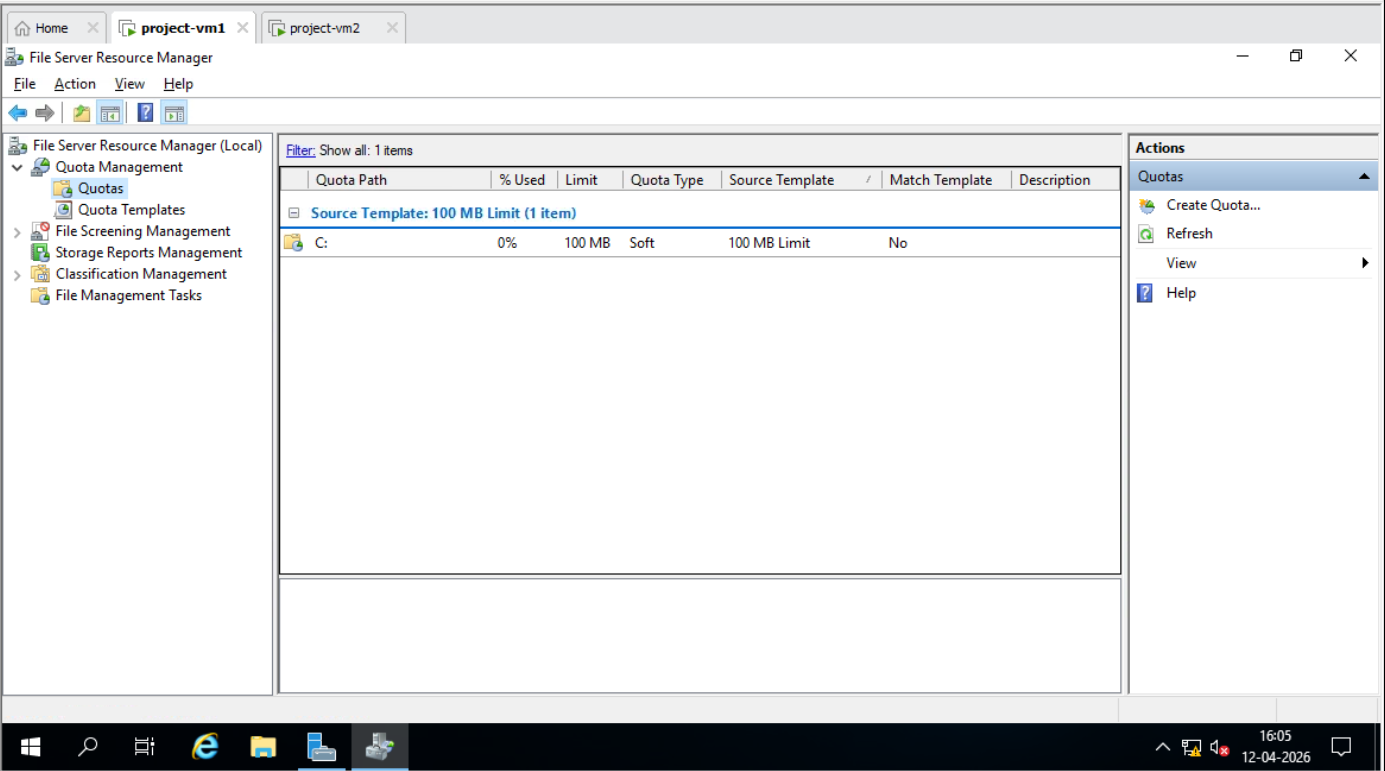 Home
project-vm1
project-vm2
File Server Resource Manager
File Action View Help
File Server Resource Manager (Local)
Quota Management
Quotas
Quota Templates
File Screening Management
Storage Reports Management
Classification Management
File Management Tasks
Filter: Show all: 1 items
Quota Path % Used Limit Quota Type Source Template Match Template Description
Source Template: 100 MB Limit (1 item)
C: 0% 100 MB Soft 100 MB Limit No
Actions
Quotas
Create Quota...
Refresh
View
Help
16:05
12-04-2026